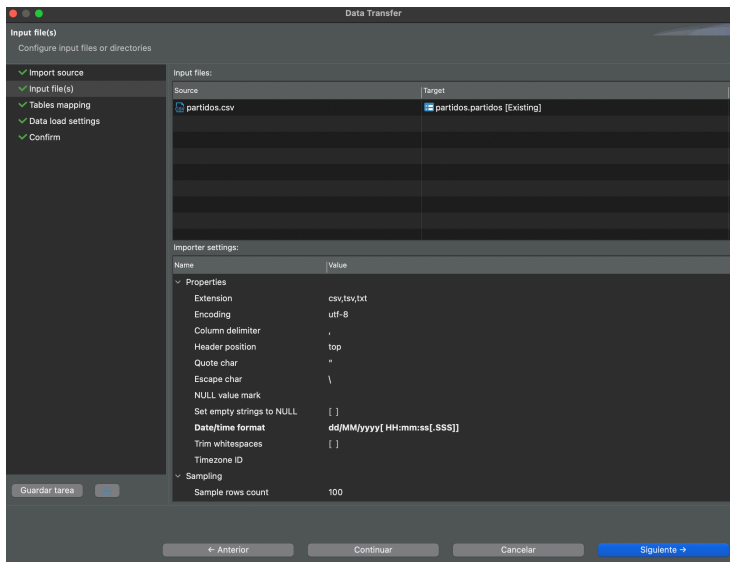 Data Transfer
Input file(s)
Configure input files or directories
Import source
Input file(s)
Tables mapping
Data load settings
Confirm
Input files:
Source Target
partidos.csv partidos.partidos [Existing]
Importer settings:
Name Value
Properties
Extension csv,tsv,txt
Encoding utf-8
Column delimiter ,
Header position top
Quote char "
Escape char \
NULL value mark
Set empty strings to NULL [ ]
Date/time format dd/MM/yyyy[ HH:mm:ss[.SSS]]
Trim whitespaces [ ]
Timezone ID
Sampling
Sample rows count 100
Guardar tarea
← Anterior Continuar Cancelar Siguiente →